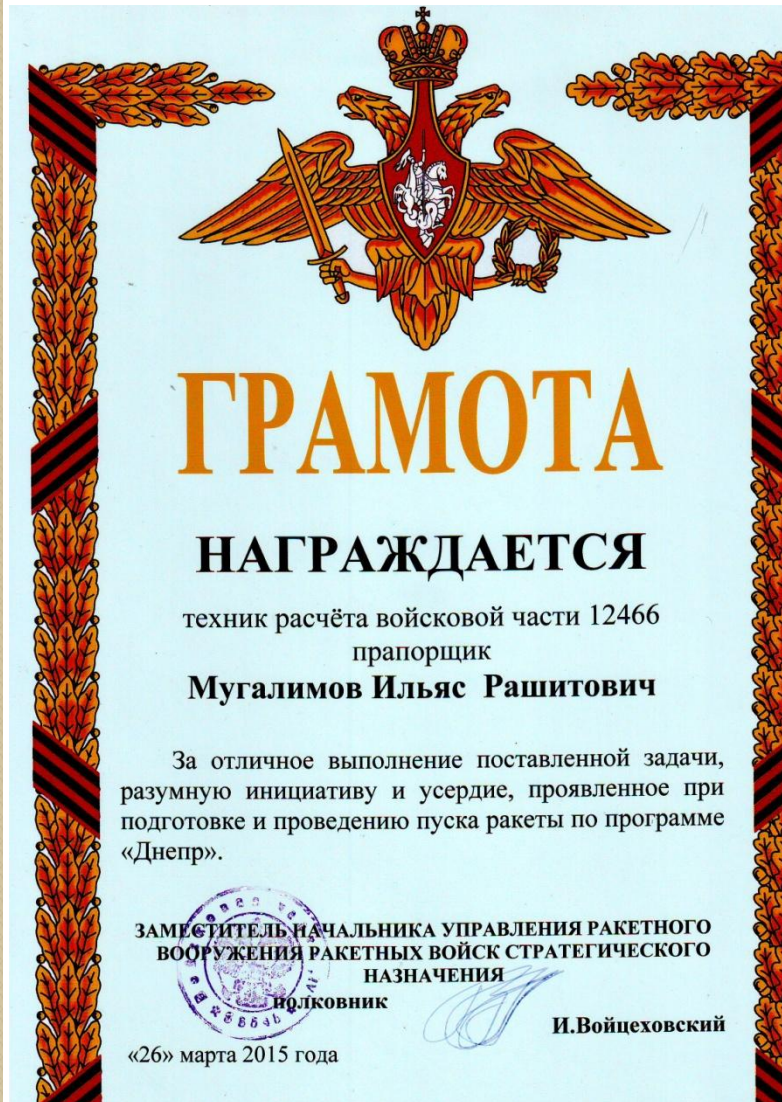 ГРАМОТА
НАГРАЖДАЕТСЯ
техник расчёта войсковой части 12466
прапорщик
Мугалимов Ильяс Рашитович
За отличное выполнение поставленной задачи,
разумную инициативу и усердие, проявленное при
подготовке и проведению пуска ракеты по программе
«Днепр».
ЗАМЕСТИТЕЛЬ НАЧАЛЬНИКА УПРАВЛЕНИЯ РАКЕТНОГО
ВООРУЖЕНИЯ РАКЕТНЫХ ВОЙСК СТРАТЕГИЧЕСКОГО
НАЗНАЧЕНИЯ
полковник
И.Войцеховский
«26» марта 2015 года